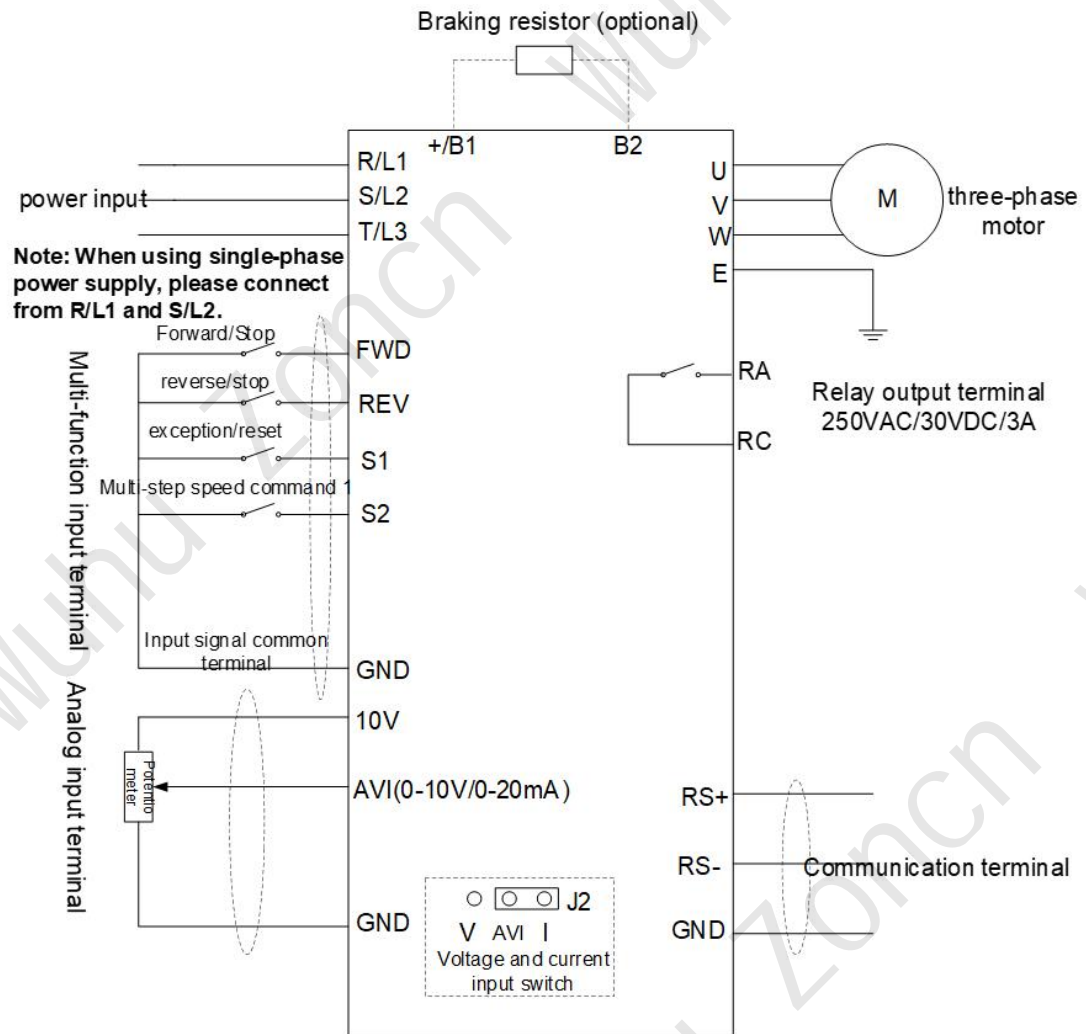 Braking resistor (optional)
+/B1
B2
R/L1
S/L2
T/L3
power input
Note: When using single-phase
power supply, please connect
from R/L1 and S/L2.
U
V
W
E
M
three-phase
motor
Forward/Stop
FWD
reverse/stop
REV
exception/reset
S1
Multi-step speed command 1
S2
Multi-function input terminal
Input signal common
terminal
GND
RA
RC
Relay output terminal
250VAC/30VDC/3A
Analog input terminal
10V
Potentio
meter
AVI(0-10V/0-20mA)
GND
J2
V AVI I
Voltage and current
input switch
RS+
RS-
GND
Communication terminal
Wuhu Zoncn